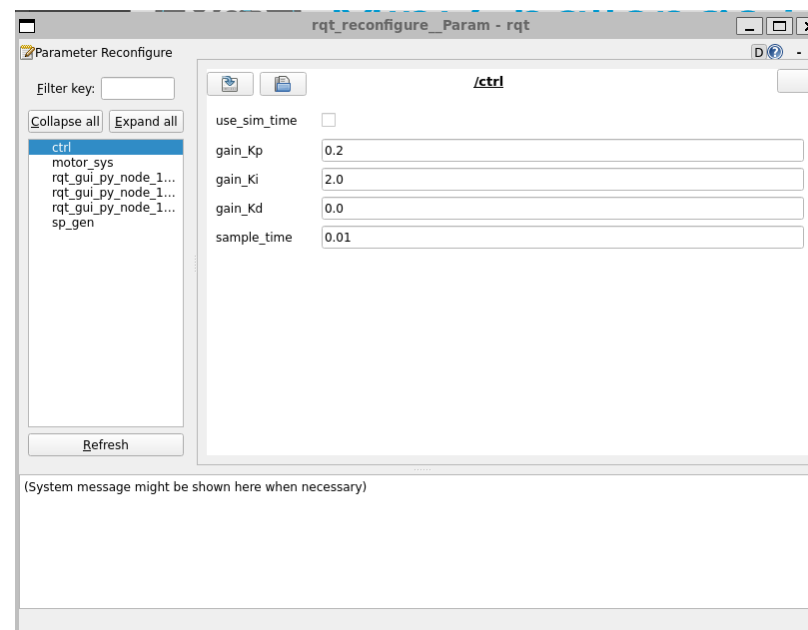 rqt_reconfigure__Param - rqt
Parameter Reconfigure
D
Filter key:
Collapse all Expand all
ctrl
motor_sys
rqt_gui_py_node_1...
rqt_gui_py_node_1...
rqt_gui_py_node_1...
sp_gen
Refresh
/ctrl
use_sim_time
gain_Kp 0.2
gain_Ki 2.0
gain_Kd 0.0
sample_time 0.01
(System message might be shown here when necessary)